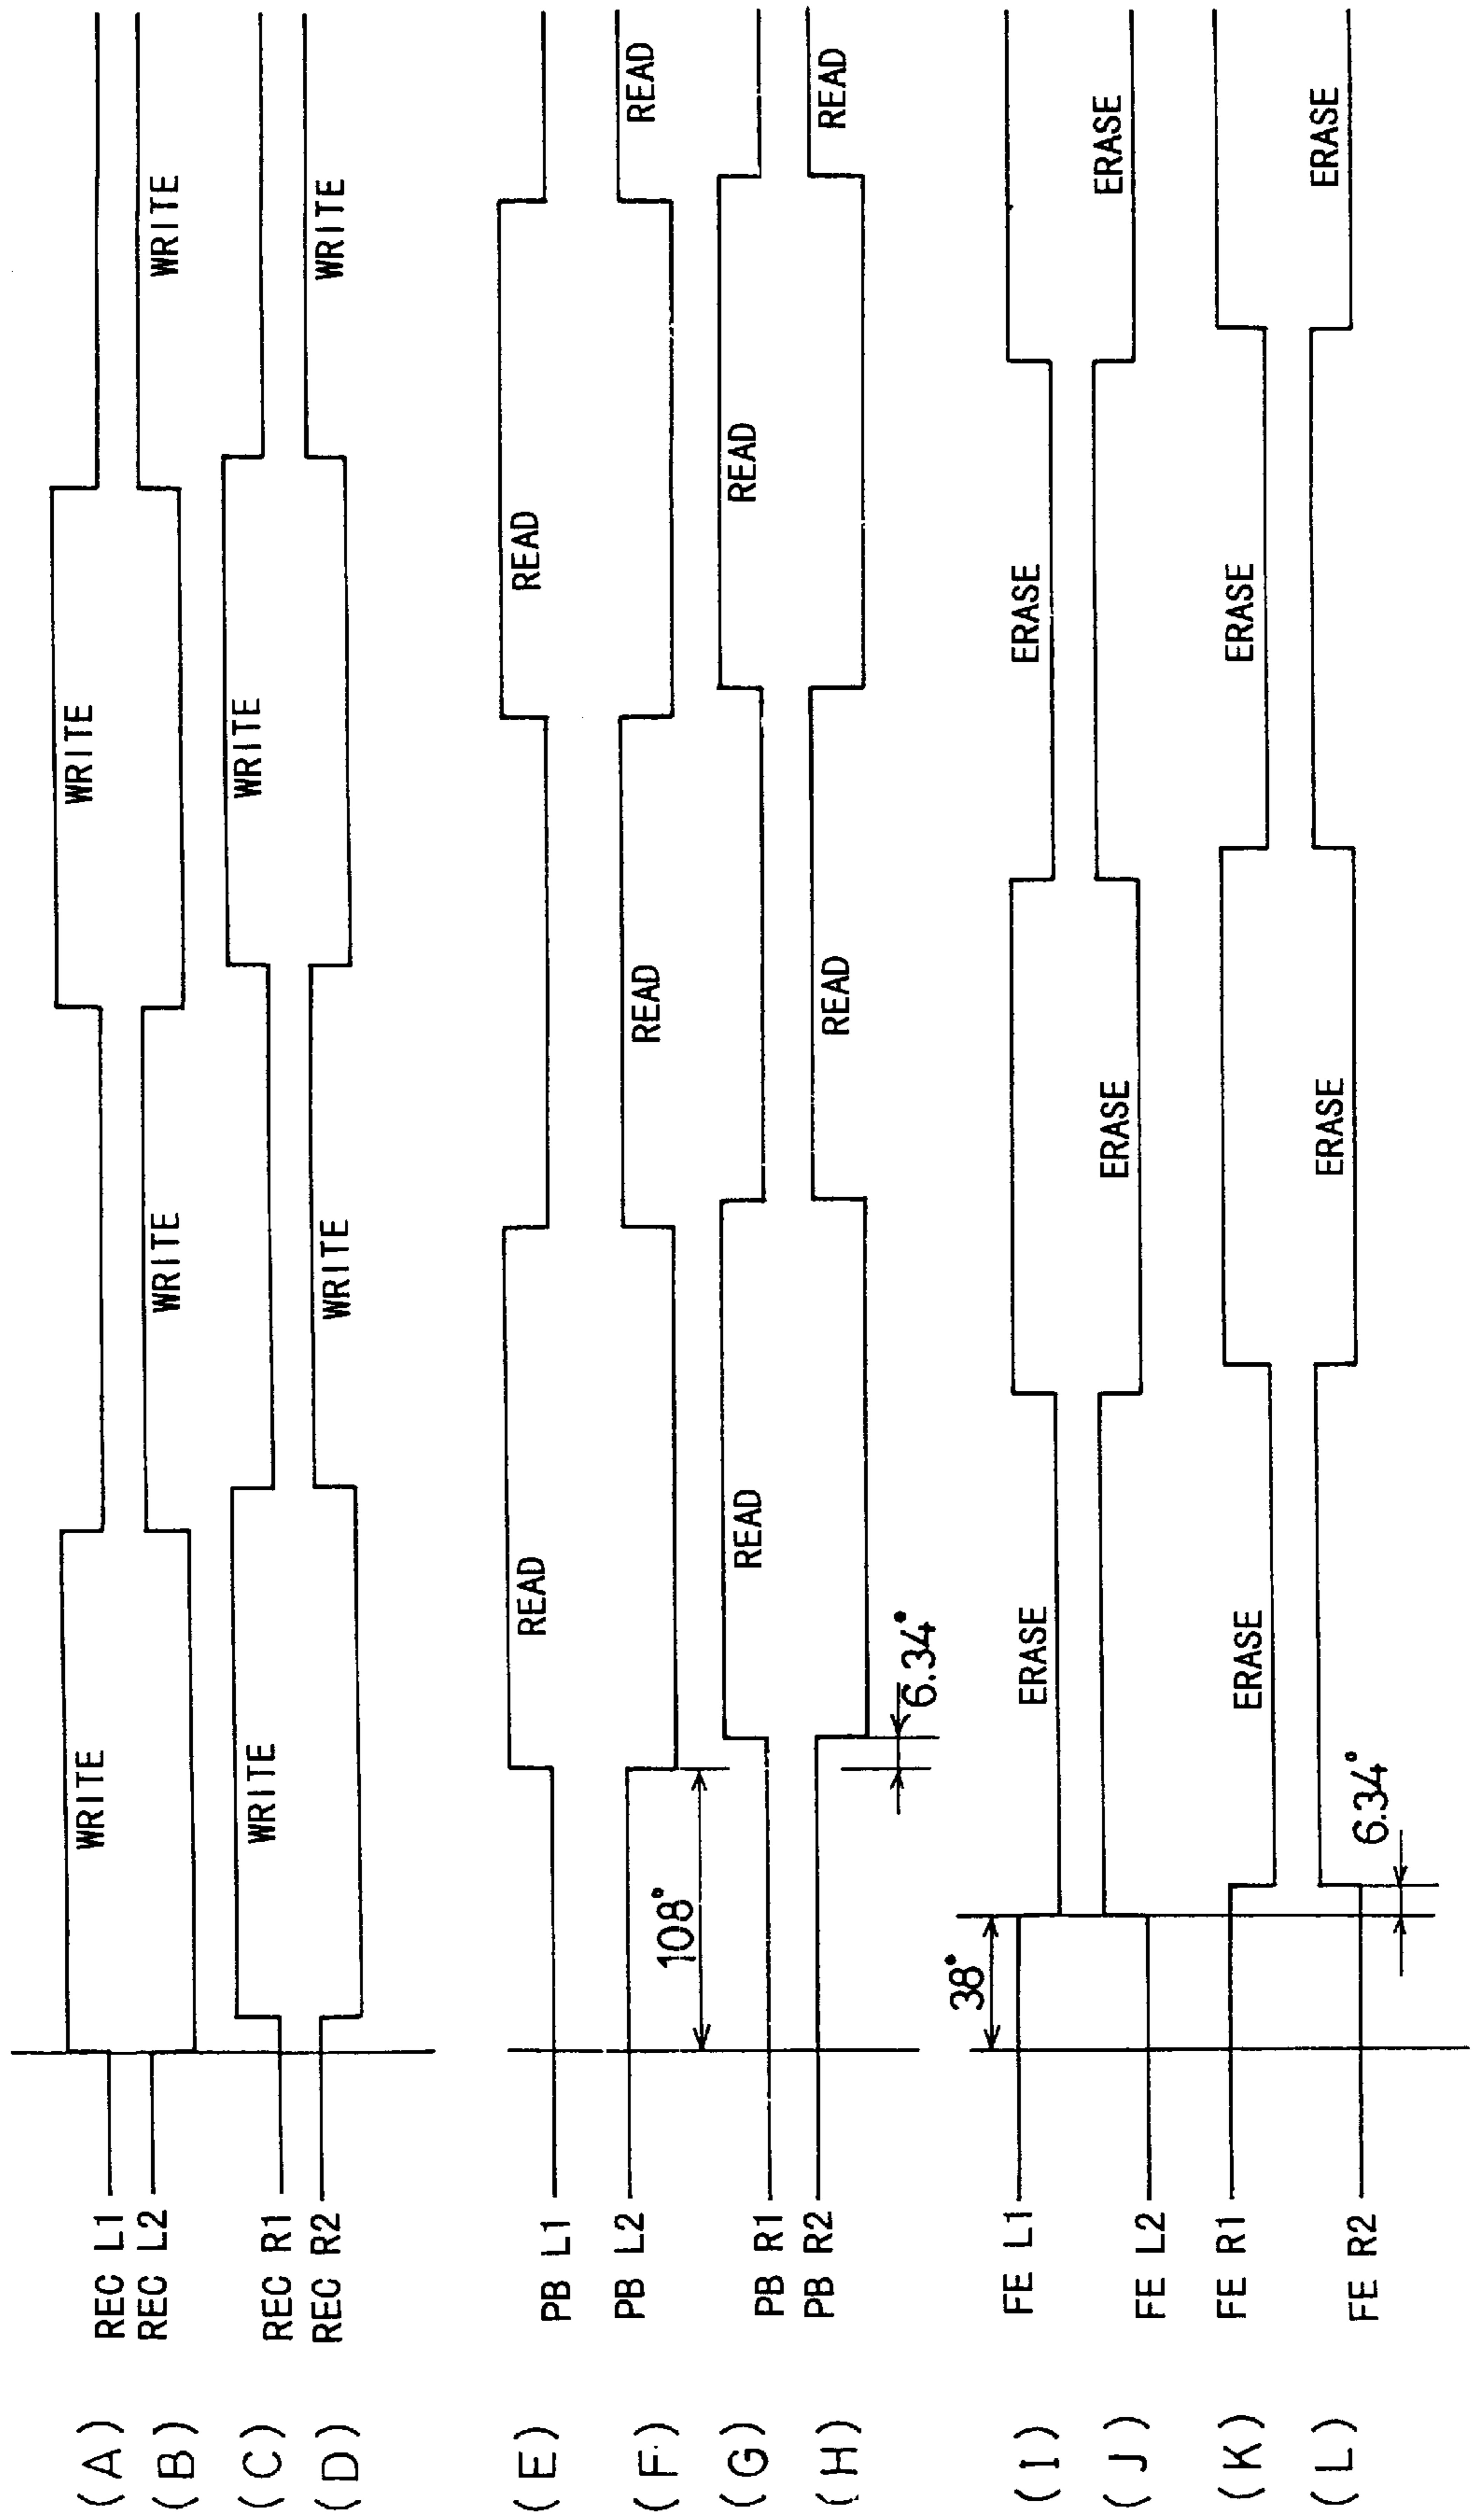 (A) REC L1 WRITE WRITE
(B) REC L2 WRITE WRITE
(C) REC R1 WRITE WRITE
(D) REC R2 WRITE WRITE
(E) PB L1 READ READ
108°
(F) PB L2 READ READ
(G) PB R1 READ READ
(H) PB R2 READ READ
6.34°
38°
(I) FE L1 ERASE ERASE
(J) FE L2 ERASE ERASE
(K) FE R1 ERASE ERASE
(L) FE R2 ERASE ERASE
6.34°